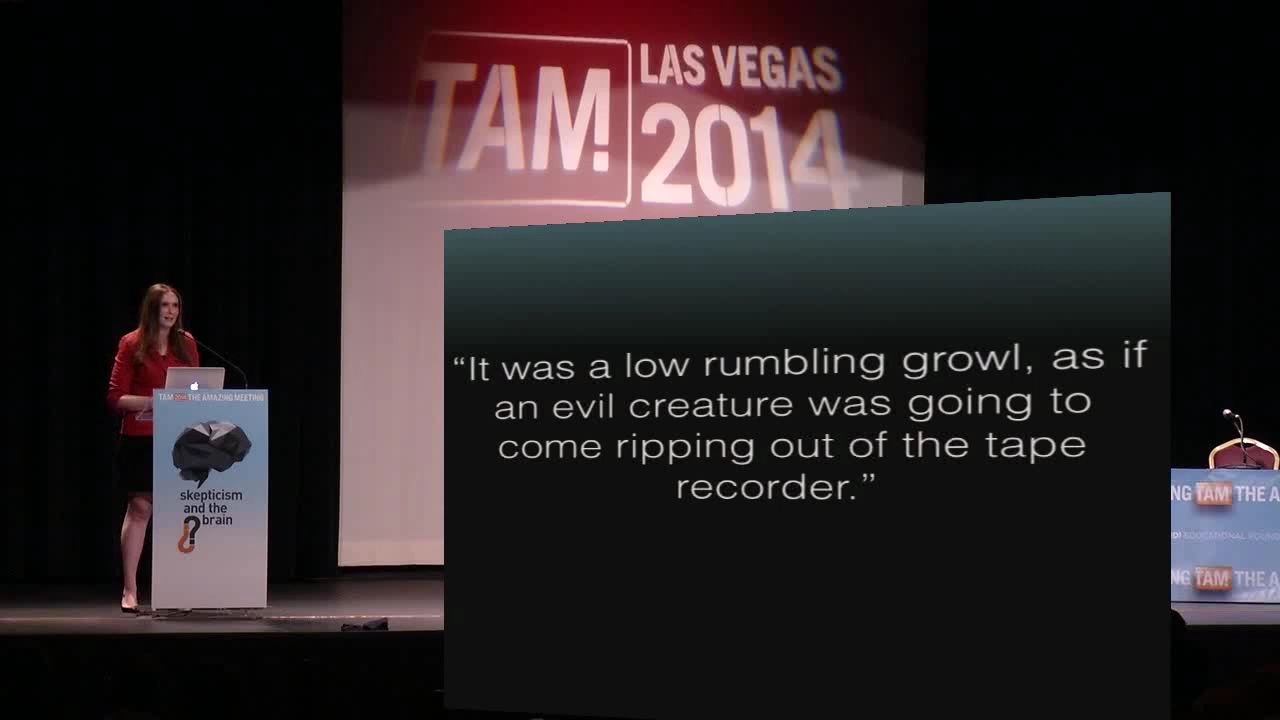 TAM!
LAS VEGAS
2014
“It was a low rumbling growl, as if
an evil creature was going to
come ripping out of the tape
recorder.”
TAM 2014 THE AMAZING MEETING
skepticism
and the
brain
?
NG TAM THE A
EDUCATIONAL FOUND
NG TAM THE A